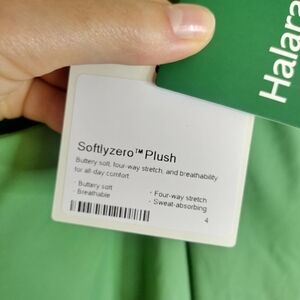 Halara
Softlyzero™ Plush
Buttery soft, four-way stretch, and breathability
for all-day comfort
· Buttery soft
· Four-way stretch
· Breathable
· Sweat-absorbing
4